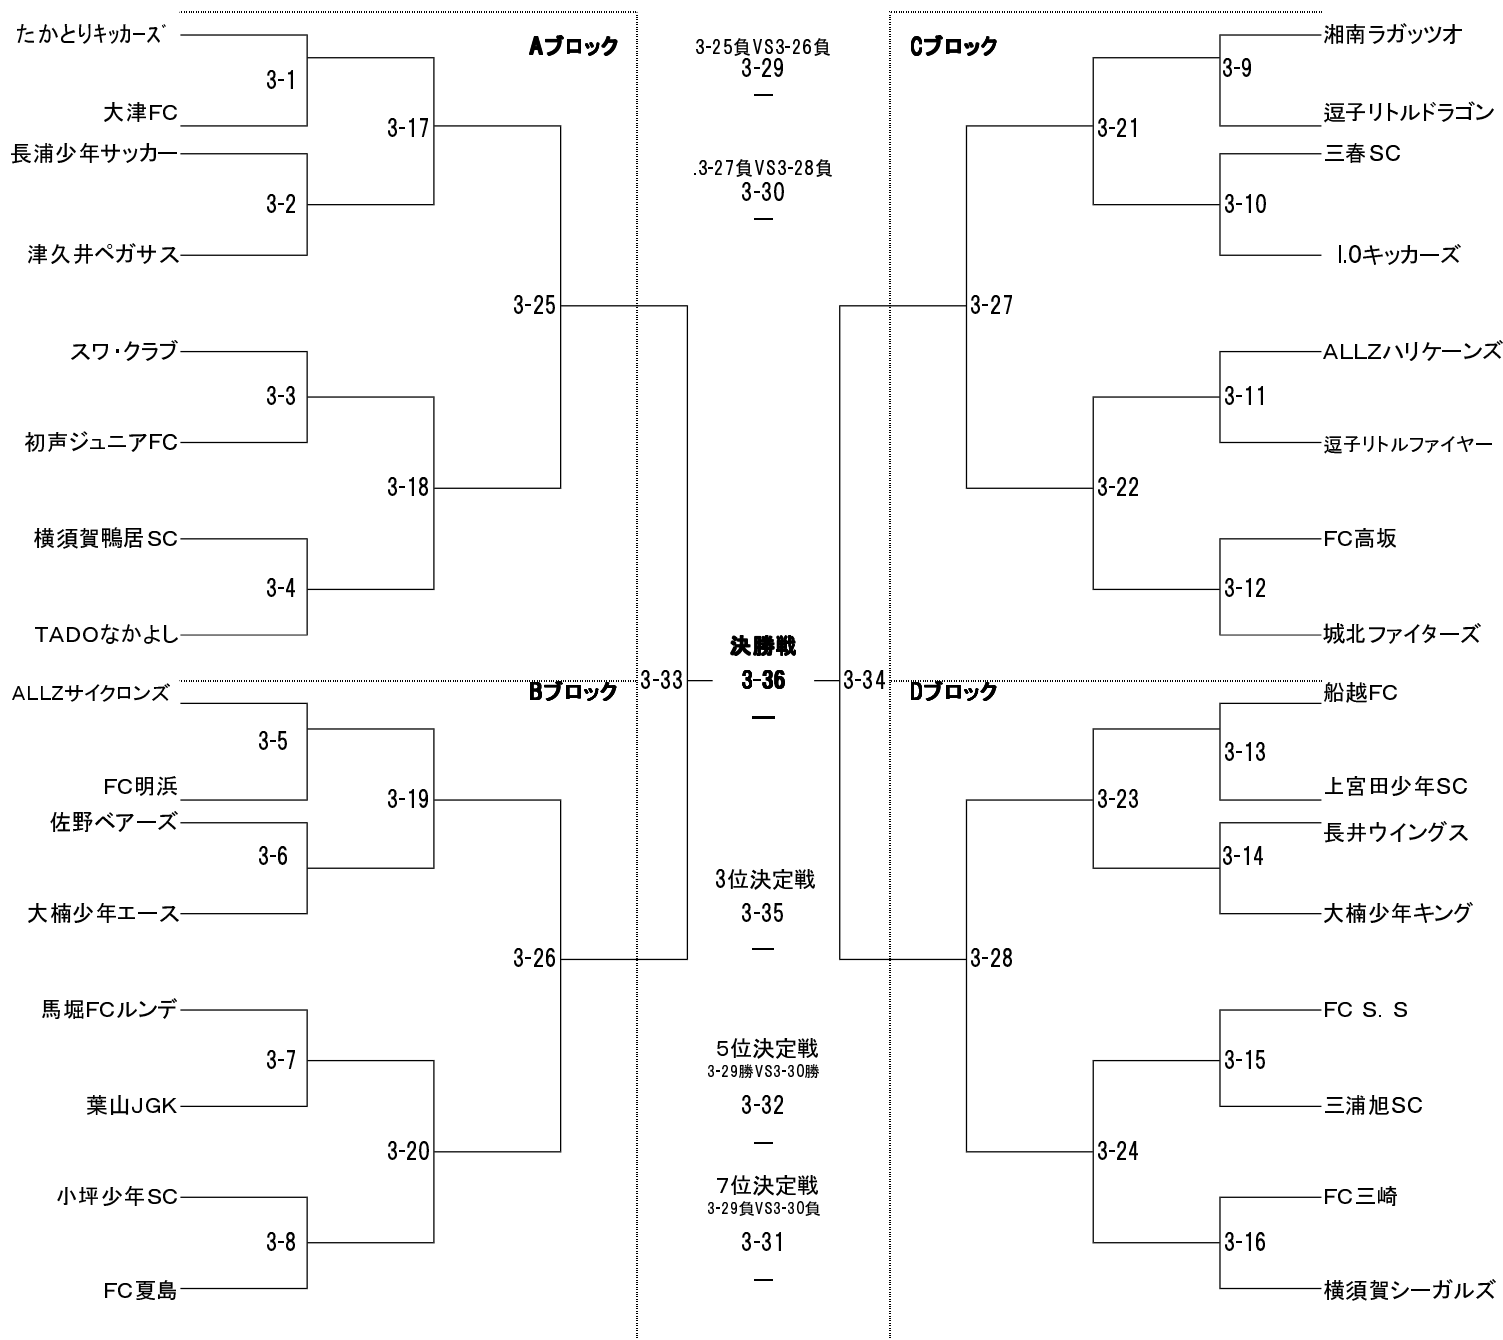 たかとりキッカーズ
3-1
大津FC
3-17
長浦少年サッカー
3-2
津久井ペガサス
Aブロック
3-25
スワ・クラブ
3-3
初声ジュニアFC
3-18
横須賀鴨居SC
3-4
TADOなかよし
ALLZサイクロンズ
Bブロック
3-5
FC明浜
3-19
佐野ベアーズ
3-6
大楠少年エース
3-26
馬堀FCルンデ
3-7
葉山JGK
3-20
小坪少年SC
3-8
FC夏島
3-25負VS3-26負
3-29
―
.3-27負VS3-28負
3-30
―
決勝戦
3-33
3-36
3-34
―
3位決定戦
3-35
―
5位決定戦
3-29勝VS3-30勝
3-32
―
7位決定戦
3-29負VS3-30負
3-31
―
Cブロック
湘南ラガッツオ
3-9
逗子リトルドラゴン
3-21
三春SC
3-10
I.Oキッカーズ
3-27
ALLZハリケーンズ
3-11
逗子リトルファイヤー
3-22
FC高坂
3-12
城北ファイターズ
Dブロック
船越FC
3-13
上宮田少年SC
3-23
長井ウイングス
3-14
大楠少年キング
3-28
FC S. S
3-15
三浦旭SC
3-24
FC三崎
3-16
横須賀シーガルズ